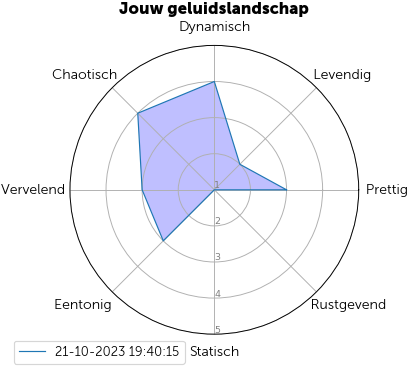 Jouw geluidslandschap
Dynamisch
Chaotisch
Levendig
Vervelend
1
Prettig
2
3
4
5
Eentonig
Rustgevend
21-10-2023 19:40:15
Statisch